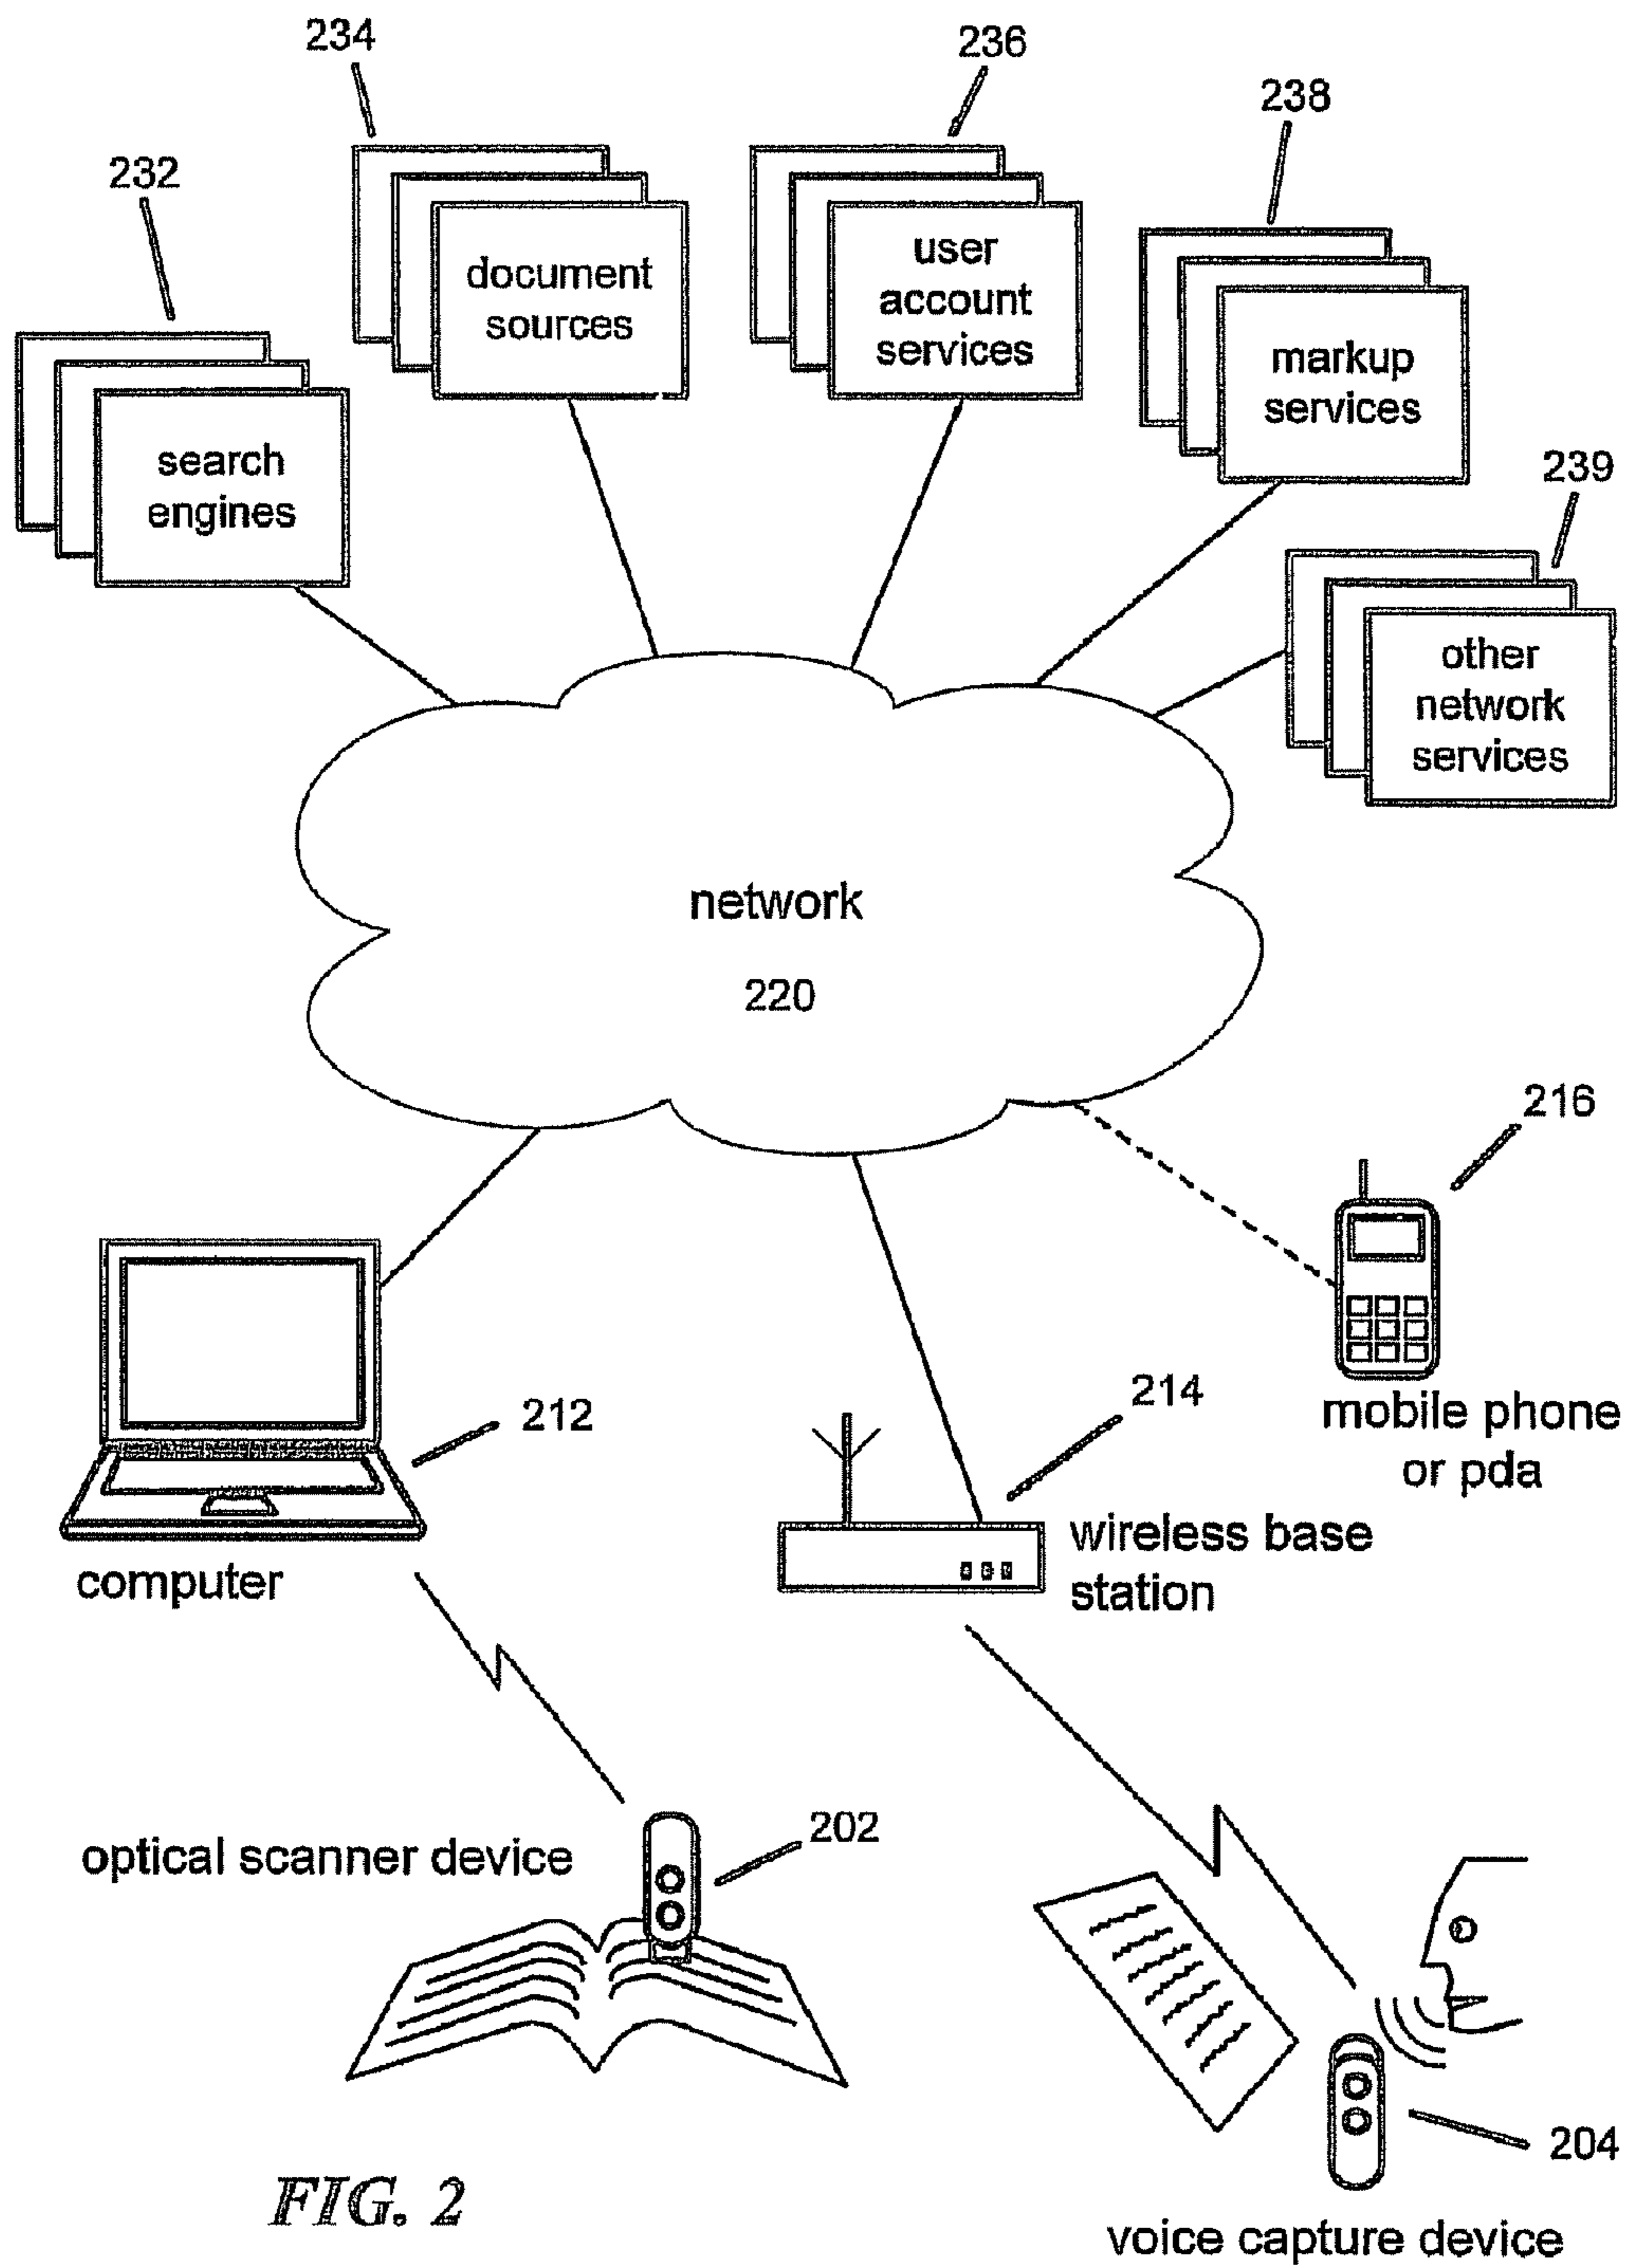 234
236
238
232
document
sources
user
account
services
markup
services
search
engines
239
other
network
services
network
220
216
mobile phone
or pda
214
212
wireless base
station
computer
202
optical scanner device
204
FIG. 2
voice capture device